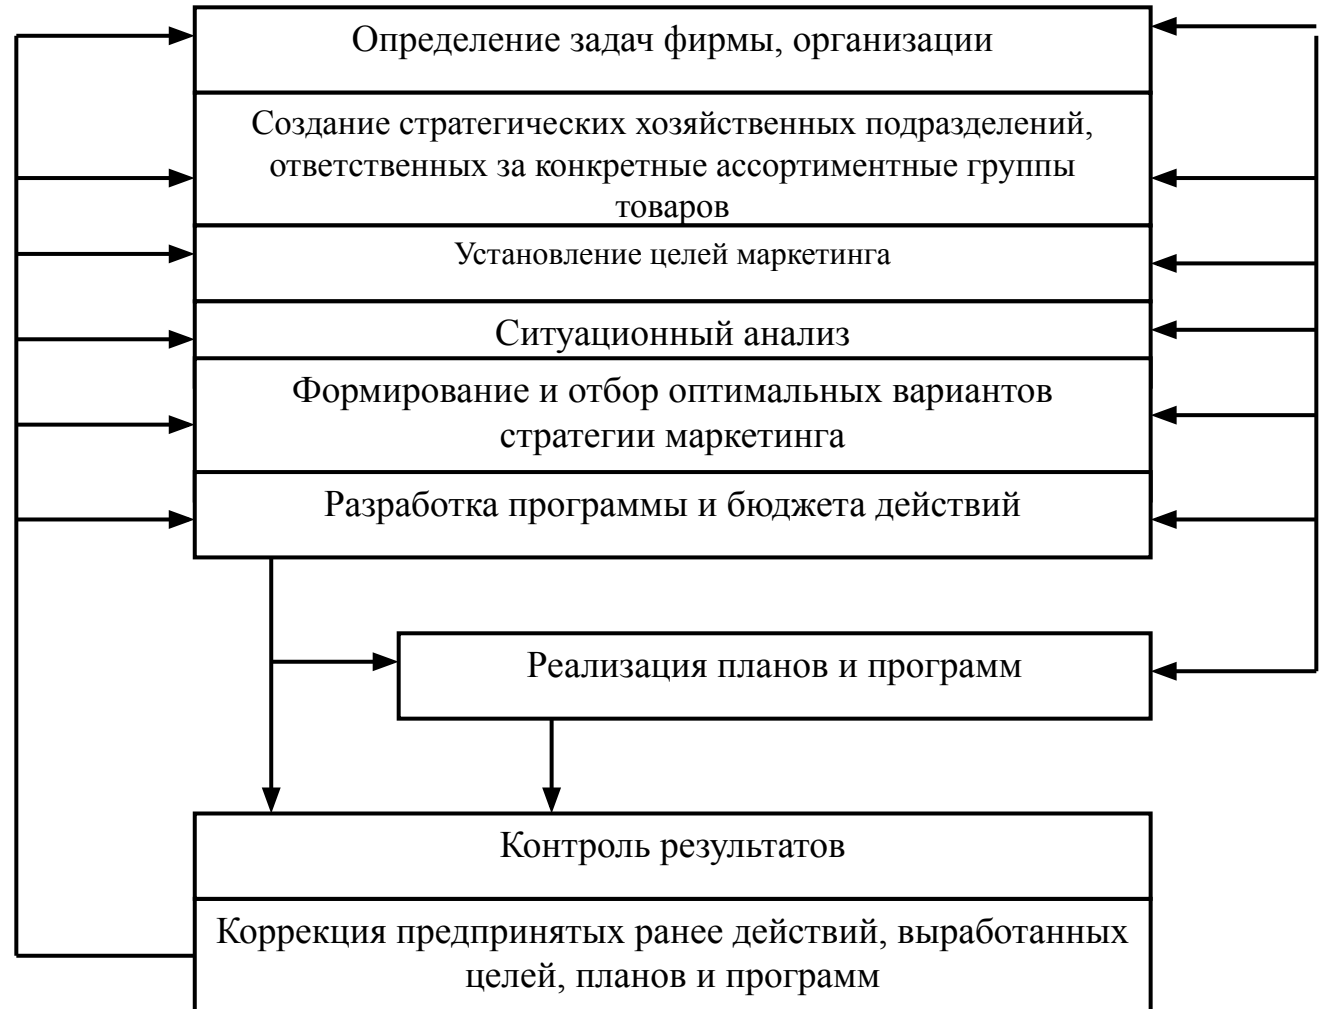 Определение задач фирмы, организации
Создание стратегических хозяйственных подразделений,
ответственных за конкретные ассортиментные группы
товаров
Установление целей маркетинга
Ситуационный анализ
Формирование и отбор оптимальных вариантов
стратегии маркетинга
Разработка программы и бюджета действий
Реализация планов и программ
Контроль результатов
Коррекция предпринятых ранее действий, выработанных
целей, планов и программ